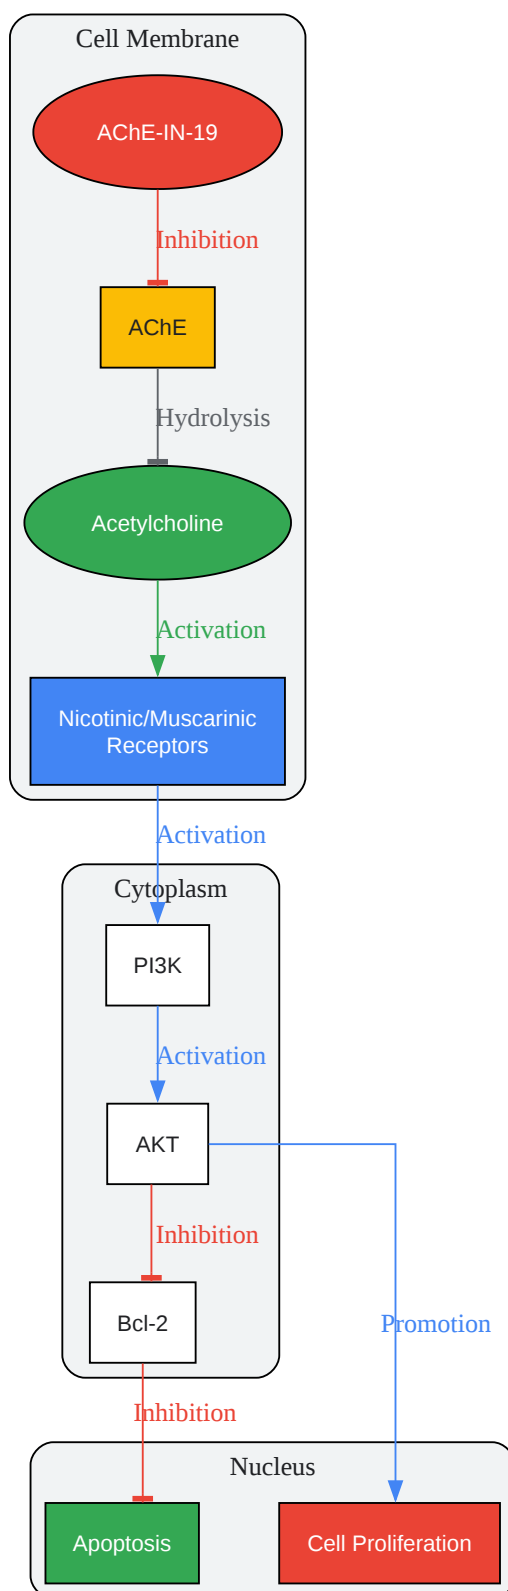 Cell Membrane
AChE-IN-19
Inhibition
AChE
Hydrolysis
Acetylcholine
Activation
Nicotinic/Muscarinic
Receptors
Activation
Cytoplasm
PI3K
Activation
AKT
Inhibition
Bcl-2
Promotion
Inhibition
Nucleus
Apoptosis
Cell Proliferation